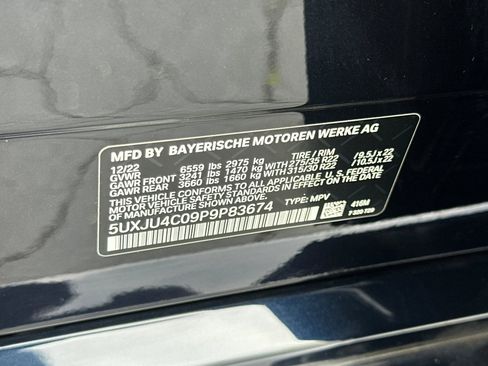 MFD BY BAYERISCHE MOTOREN WERKE AG
12/22 TIRE / RIM
GVWR 6559 lbs 2975 kg
GAWR FRONT 3241 lbs 1470 kg WITH 275/35 R22 / 9.5J x 22
GAWR REAR 3660 lbs 1660 kg WITH 315/30 R22 / 10.5J x 22
THIS VEHICLE CONFORMS TO ALL APPLICABLE U.S. FEDERAL
MOTOR VEHICLE SAFETY STANDARDS IN EFFECT ON THE DATE
OF MANUFACTURE SHOWN ABOVE.
5UXJU4C09P9P83674 TYPE: MPV
416M